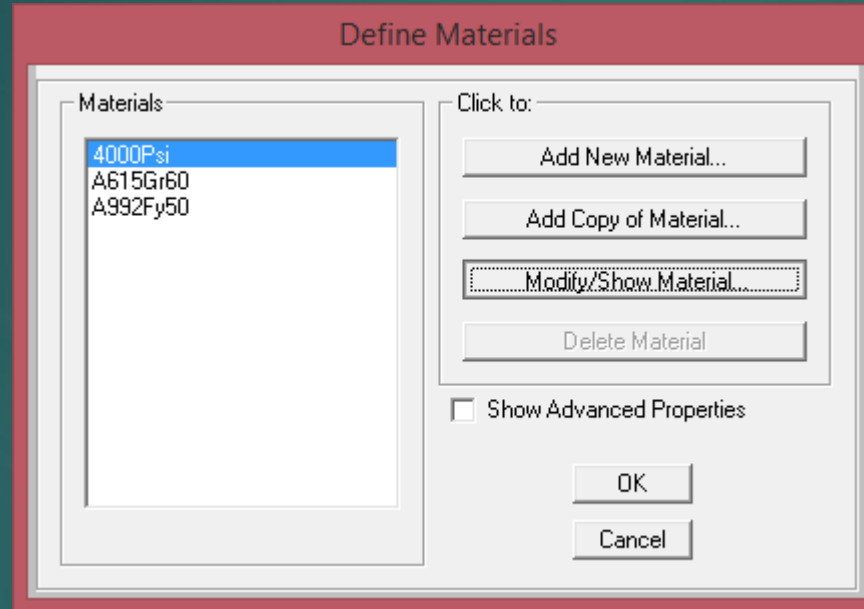 Define Materials
Materials
4000Psi
A615Gr60
A992Fy50
Click to:
Add New Material...
Add Copy of Material...
Modify/Show Material...
Delete Material
Show Advanced Properties
OK
Cancel